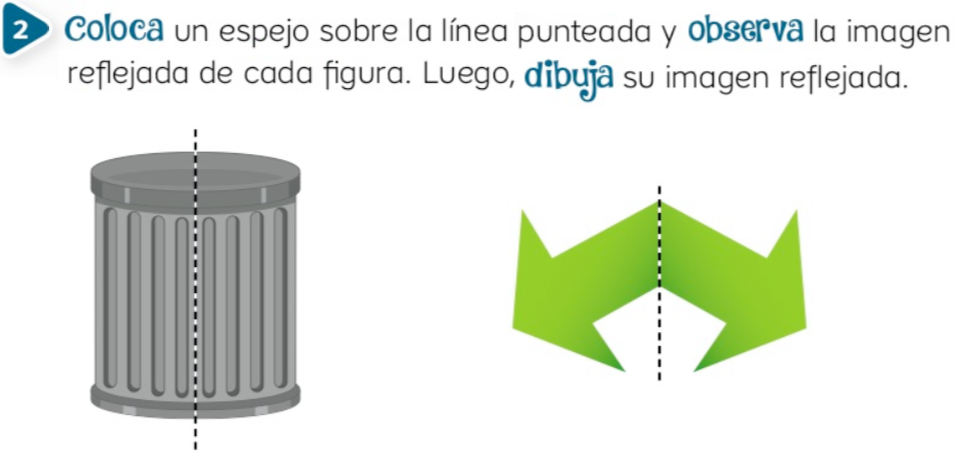 2 Coloca un espejo sobre la línea punteada y observa la imagen
reflejada de cada figura. Luego, dibuja su imagen reflejada.